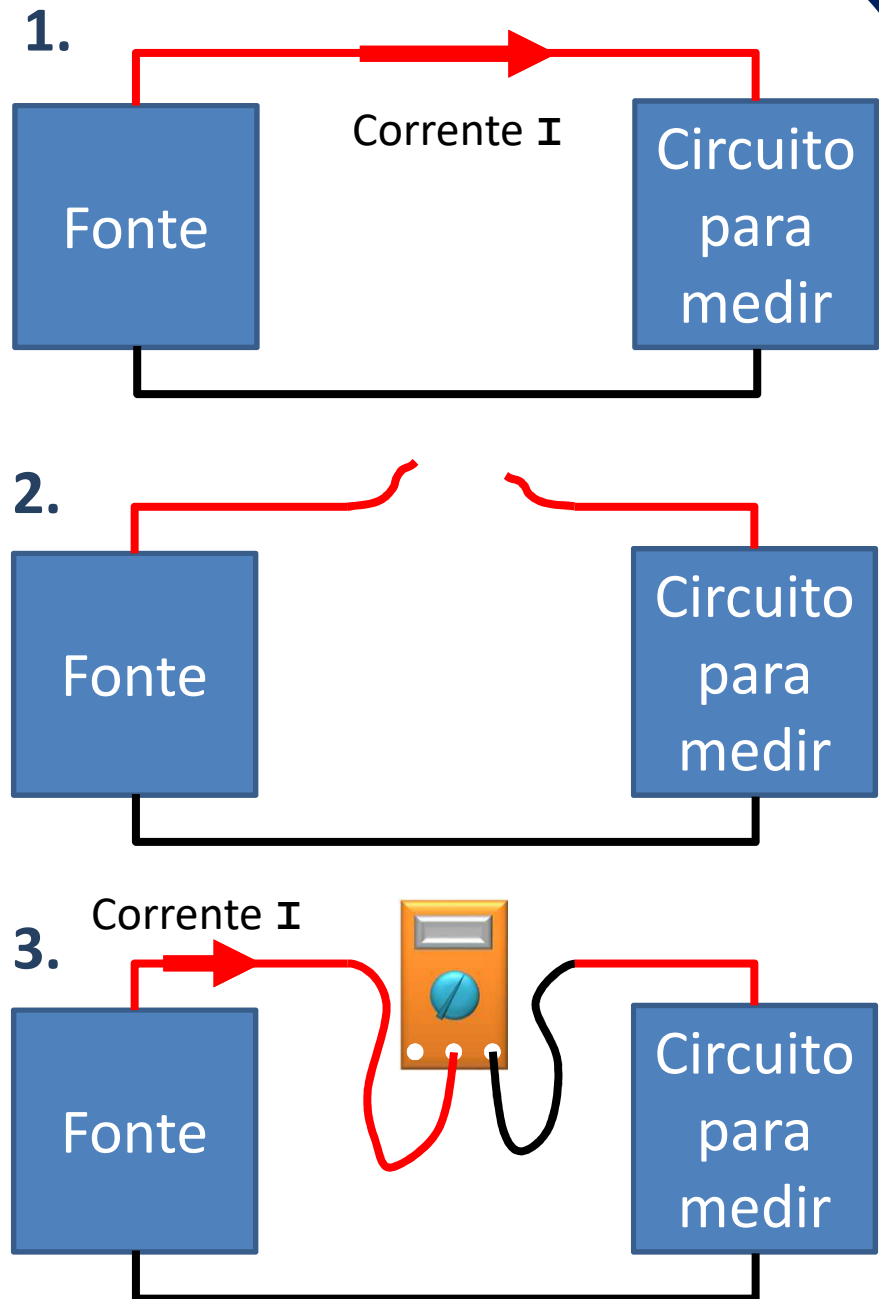 1.
Corrente I
Fonte
Circuito
para
medir
2.
Fonte
Circuito
para
medir
Corrente I
3.
Fonte
Circuito
para
medir